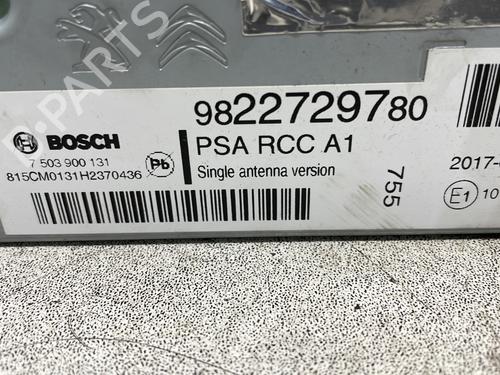 B-PARTS
9822729780
BOSCH
PSA RCC A1
7 503 900 131
Pb
Single antenna version
815CM0131H2370436
755
2017-
E1 10